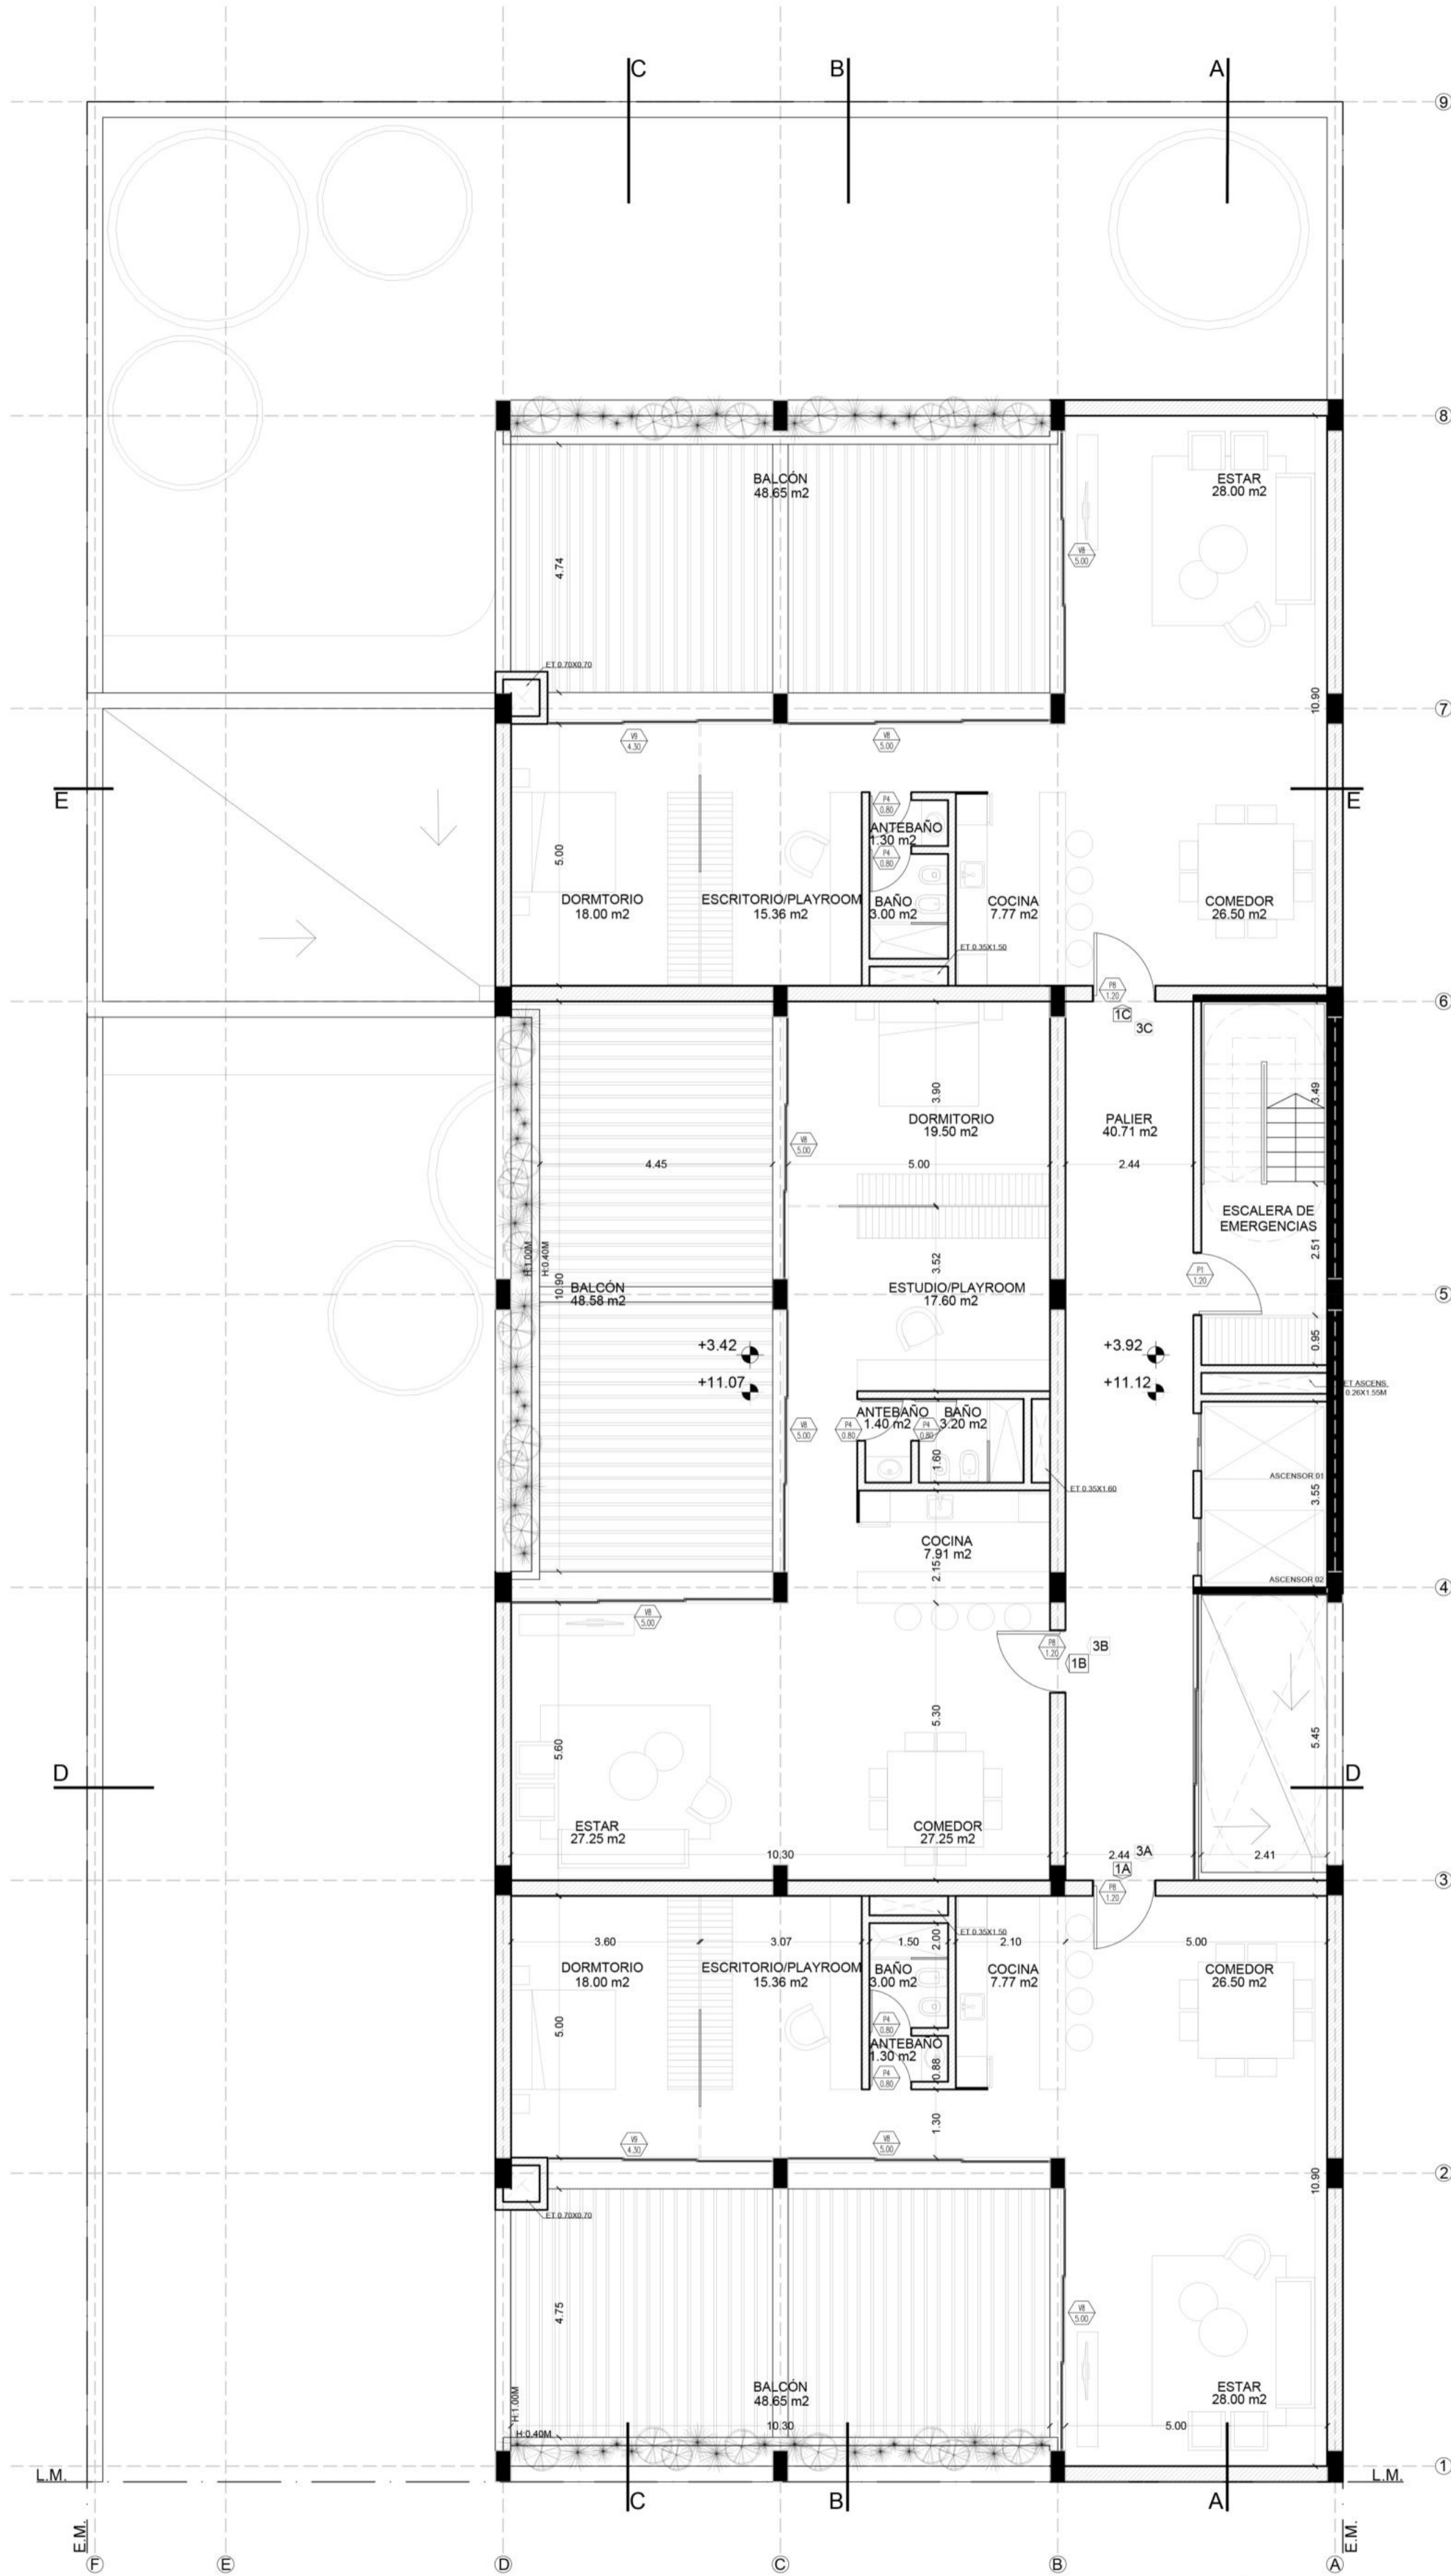 C
B
A
9
8
BALCÓN
48.65 m2
ESTAR
28.00 m2
V8
5.00
4.74
ET 0.70X0.70
10.90
7
V9
4.30
V8
5.00
E
E
P4
0.80
ANTEBAÑO
1.30 m2
P4
0.80
5.00
DORMTORIO
18.00 m2
ESCRITORIO/PLAYROOM
15.36 m2
BAÑO
3.00 m2
COCINA
7.77 m2
COMEDOR
26.50 m2
ET 0.35X1.50
P8
1.20
6
1C
3C
3.90
3.49
DORMITORIO
19.50 m2
PALIER
40.71 m2
V8
5.00
4.45
5.00
2.44
ESCALERA DE
EMERGENCIAS
H:1.00M
H:0.40M
3.52
2.51
P1
1.20
10.90
BALCÓN
48.58 m2
ESTUDIO/PLAYROOM
17.60 m2
5
+3.42
+3.92
0.95
+11.07
+11.12
ET ASCENS.
0.26X1.55M
V8
5.00
P4
0.80
ANTEBAÑO
1.40 m2
P4
0.80
BAÑO
3.20 m2
1.60
ASCENSOR 01
ET 0.35X1.60
3.55
COCINA
7.91 m2
2.15
ASCENSOR 02
4
V8
5.00
P8
1.20
3B
1B
5.60
5.30
5.45
D
D
ESTAR
27.25 m2
COMEDOR
27.25 m2
10.30
2.44
3A
2.41
1A
3
P8
1.20
ET 0.35X1.50
3.60
3.07
1.50
2.00
2.10
5.00
DORMTORIO
18.00 m2
ESCRITORIO/PLAYROOM
15.36 m2
BAÑO
3.00 m2
COCINA
7.77 m2
COMEDOR
26.50 m2
5.00
P4
0.80
ANTEBAÑO
1.30 m2
P4
0.80
0.88
1.30
V9
4.30
V8
5.00
2
10.90
ET 0.70X0.70
4.75
V8
5.00
BALCÓN
48.65 m2
ESTAR
28.00 m2
H:1.00M
10.30
5.00
H:0.40M
1
L.M.
L.M.
C
B
A
E.M.
E.M.
F
E
D
C
B
A